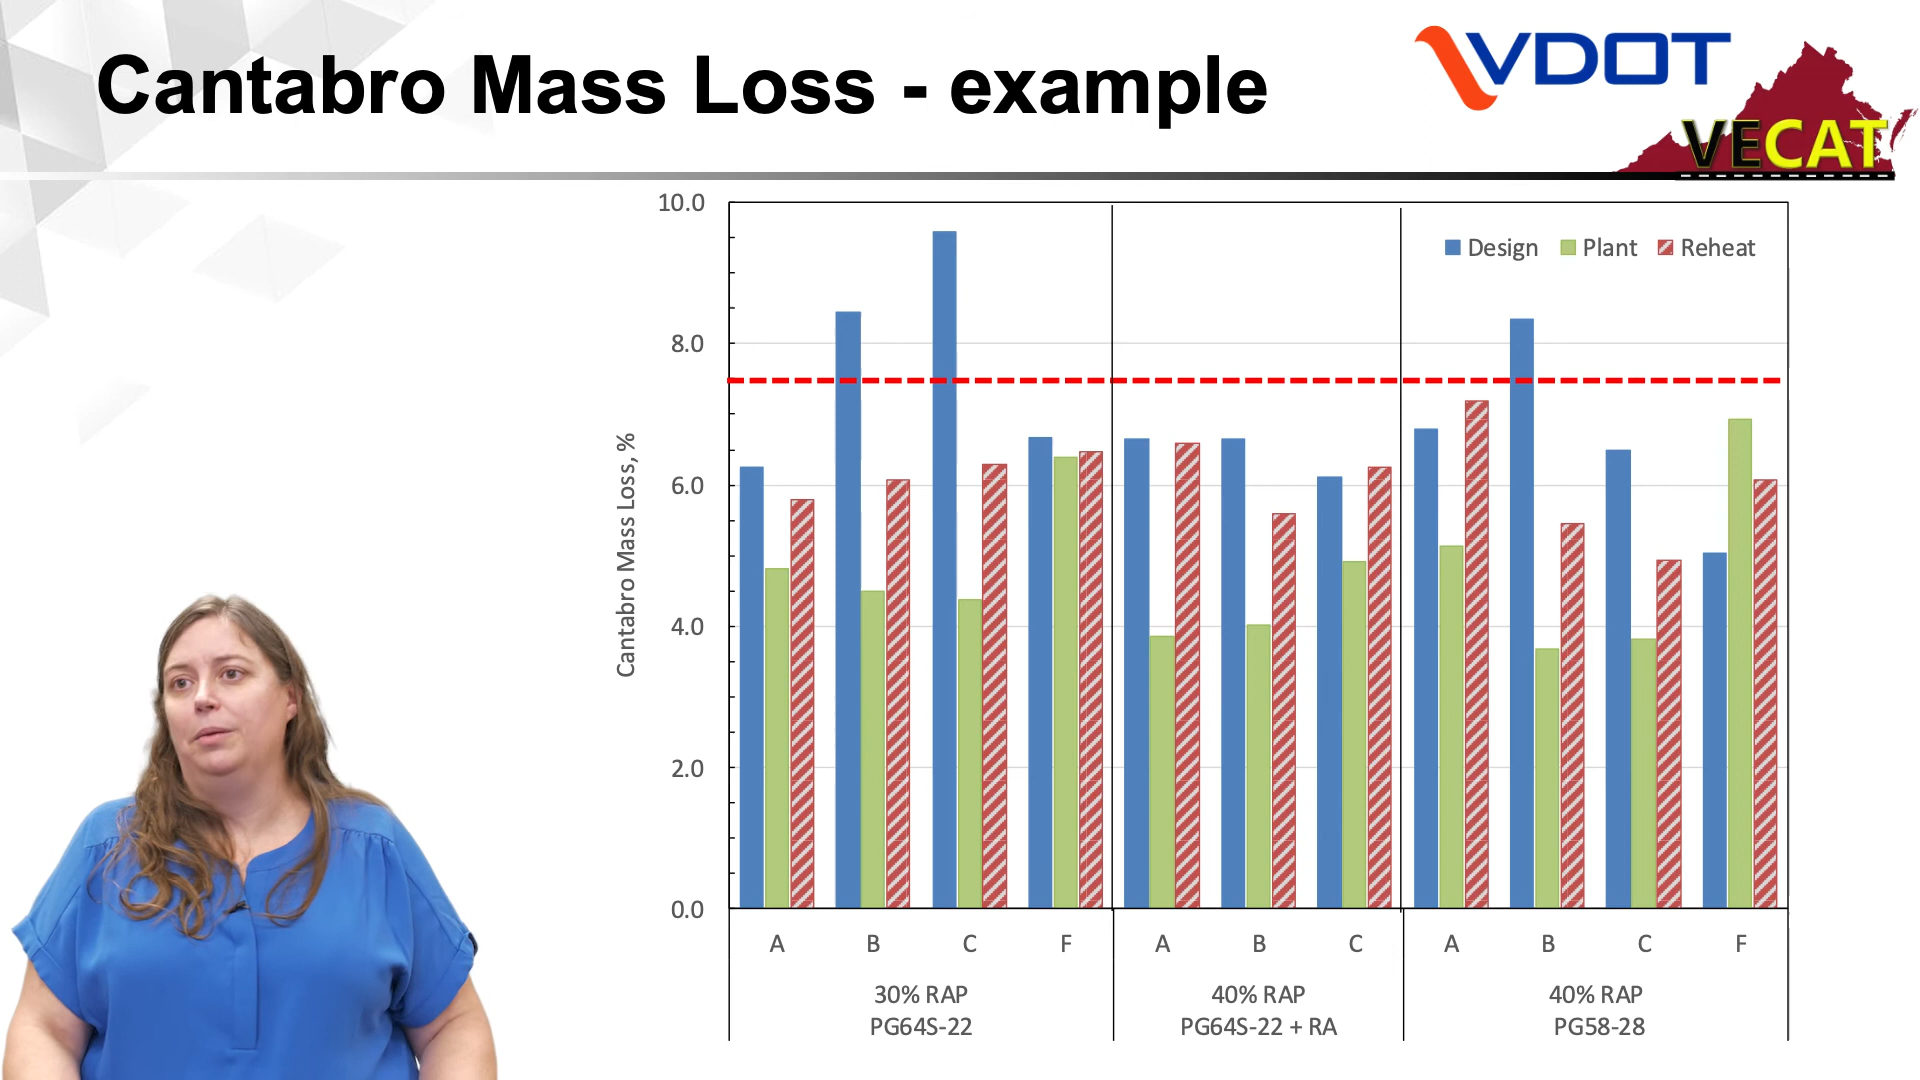 Cantabro Mass Loss - example
VDOT
VECAT
10.0
8.0
6.0
4.0
2.0
0.0
Cantabro Mass Loss, %
Design Plant Reheat
A B C F A B C A B C F
30% RAP 40% RAP 40% RAP
PG64S-22 PG64S-22 + RA PG58-28